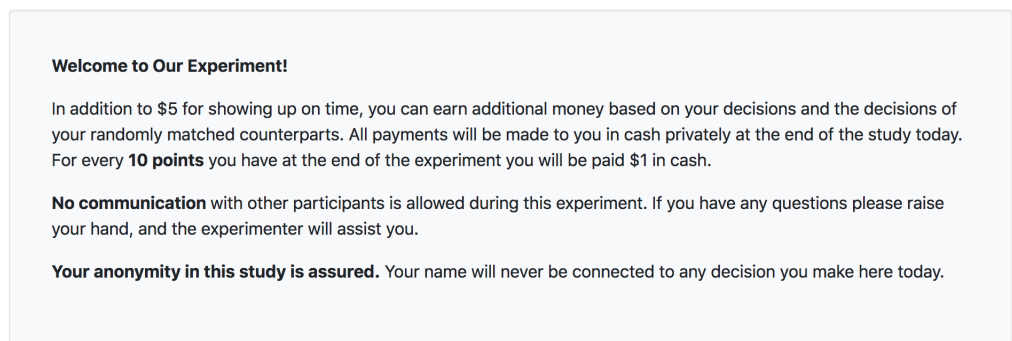 Welcome to Our Experiment!
In addition to $5 for showing up on time, you can earn additional money based on your decisions and the decisions of
your randomly matched counterparts. All payments will be made to you in cash privately at the end of the study today.
For every 10 points you have at the end of the experiment you will be paid $1 in cash.
No communication with other participants is allowed during this experiment. If you have any questions please raise
your hand, and the experimenter will assist you.
Your anonymity in this study is assured. Your name will never be connected to any decision you make here today.